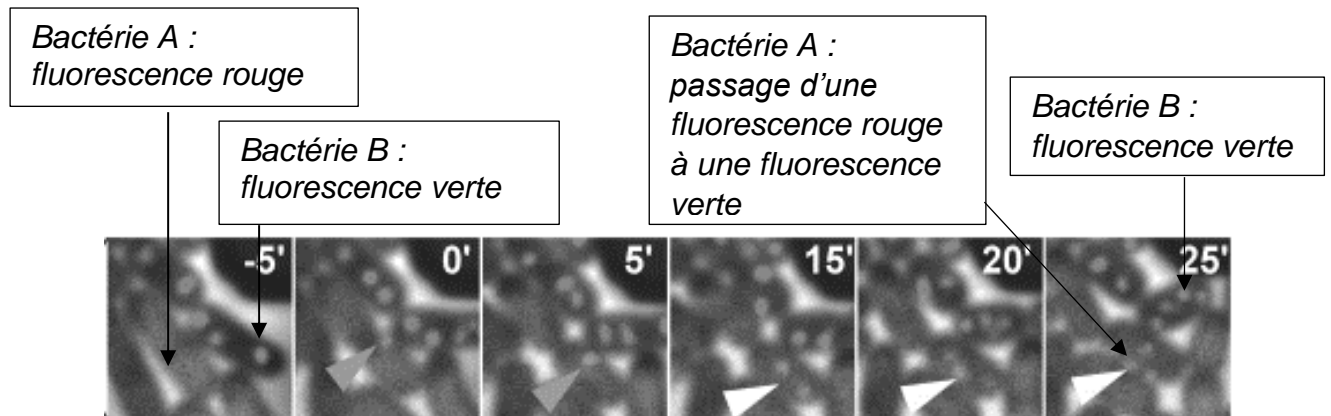 Bactérie A :
fluorescence rouge
Bactérie B :
fluorescence verte
Bactérie A :
passage d’une
fluorescence rouge
à une fluorescence
verte
Bactérie B :
fluorescence verte
-5' 0' 5' 15' 20' 25'